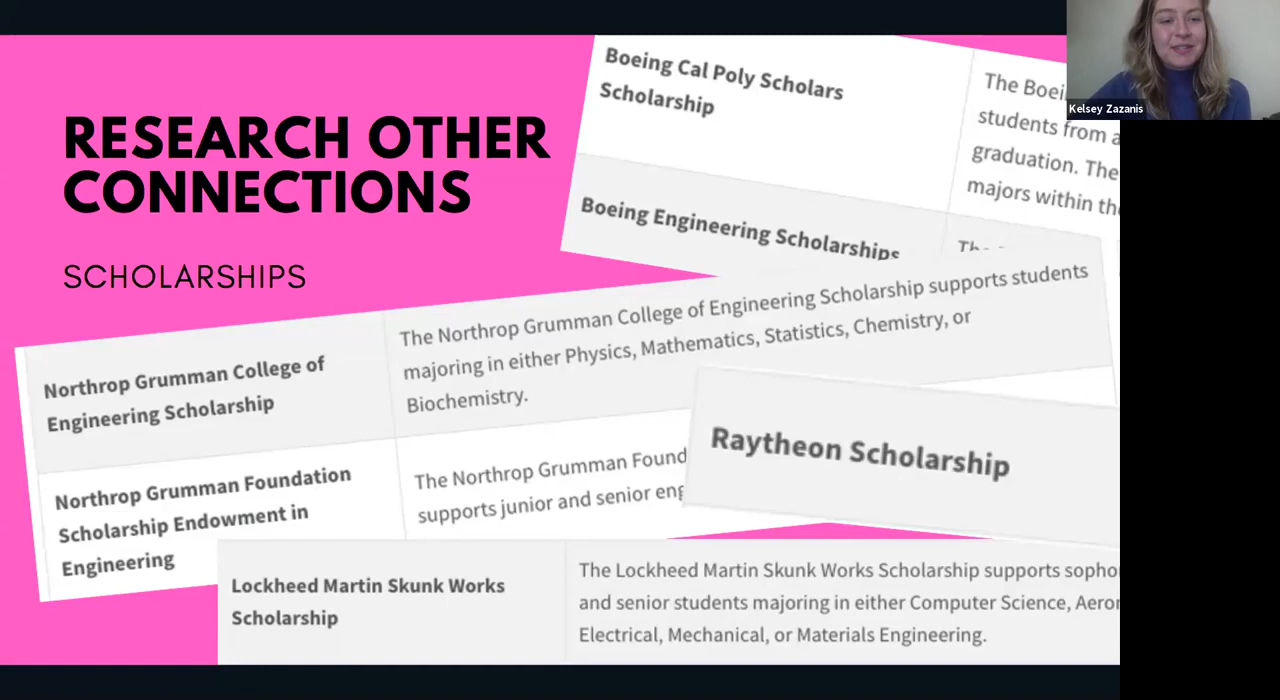 RESEARCH OTHER
CONNECTIONS
SCHOLARSHIPS
Kelsey Zazanis
Boeing Cal Poly Scholars
Scholarship
The Boei
students from a
graduation. The
majors within th
Boeing Engineering Scholarships
Northrop Grumman College of
Engineering Scholarship
The Northrop Grumman College of Engineering Scholarship supports students
majoring in either Physics, Mathematics, Statistics, Chemistry, or
Biochemistry.
Northrop Grumman Foundation
Scholarship Endowment in
Engineering
The Northrop Grumman Found
supports junior and senior eng
Raytheon Scholarship
Lockheed Martin Skunk Works
Scholarship
The Lockheed Martin Skunk Works Scholarship supports sopho
and senior students majoring in either Computer Science, Aeror
Electrical, Mechanical, or Materials Engineering.